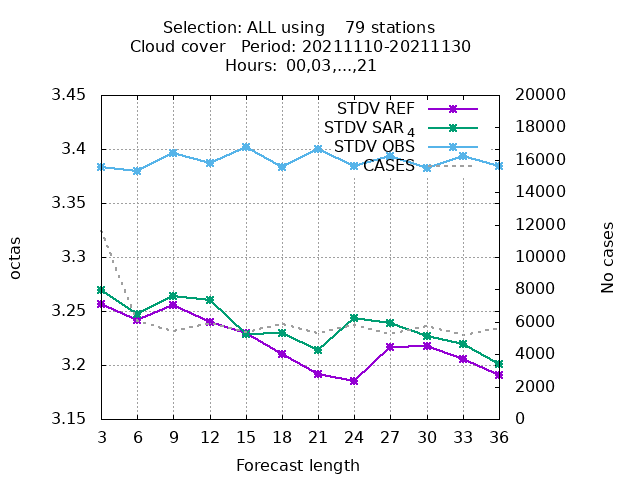 Selection: ALL using    79 stations
Cloud cover   Period: 20211110-20211130
Hours: 00,03,...,21
STDV REF
STDV SAR4
STDV OBS
CASES
3.45
3.4
3.35
3.3
3.25
3.2
3.15
20000
18000
16000
14000
12000
10000
8000
6000
4000
2000
0
octas
No cases
3 6 9 12 15 18 21 24 27 30 33 36
Forecast length